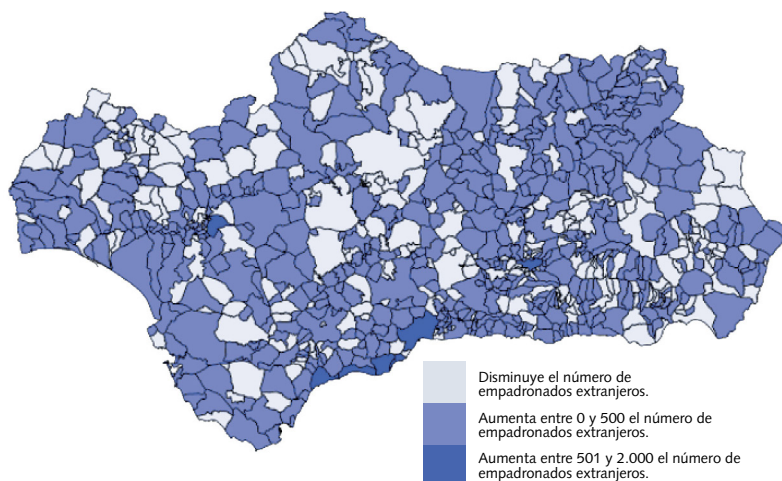 Disminuye el número de
empadronados extranjeros.
Aumenta entre 0 y 500 el número de
empadronados extranjeros.
Aumenta entre 501 y 2.000 el número de
empadronados extranjeros.